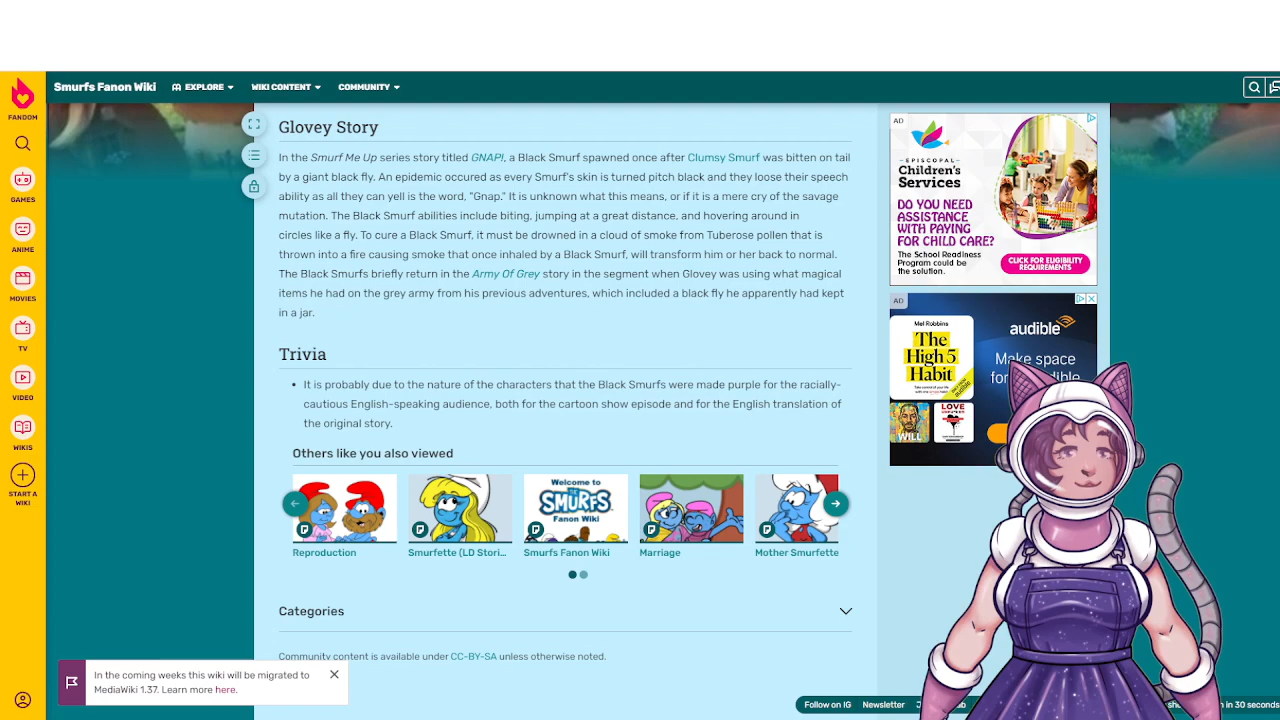 Smurfs Fanon Wiki
EXPLORE
WIKI CONTENT
COMMUNITY
FANDOM
GAMES
ANIME
MOVIES
TV
VIDEO
WIKIS
START A
WIKI
Glovey Story
In the Smurf Me Up series story titled GNAP!, a Black Smurf spawned once after Clumsy Smurf was bitten on tail
by a giant black fly. An epidemic occured as every Smurf's skin is turned pitch black and they loose their speech
ability as all they can yell is the word, "Gnap." It is unknown what this means, or if it is a mere cry of the savage
mutation. The Black Smurf abilities include biting, jumping at a great distance, and hovering around in
circles like a fly. To cure a Black Smurf, it must be drowned in a cloud of smoke from Tuberose pollen that is
thrown into a fire causing smoke that once inhaled by a Black Smurf, will transform him or her back to normal.
The Black Smurfs briefly return in the Army Of Grey story in the segment when Glovey was using any magical
items he had on the grey army from his previous adventures, which included a black fly he apparently had kept
in a jar.
Trivia
• It is probably due to the nature of the characters that the Black Smurfs were made purple for the racially-
cautious English-speaking audience, both for the cartoon show episode and for the English translation of
the original story.
Others like you also viewed
Welcome to
the SMURFS
Fanon Wiki
Reproduction
Smurfette (LD Stori...
Smurfs Fanon Wiki
Marriage
Mother Smurfette
Categories
Community content is available under CC-BY-SA unless otherwise noted.
In the coming weeks this wiki will be migrated to
MediaWiki 1.37. Learn more here.
AD
EPISCOPAL
Children's
Services
DO YOU NEED
ASSISTANCE
WITH PAYING
FOR CHILD CARE?
The School Readiness
Program could be
the solution.
CLICK FOR ELIGIBILITY
REQUIREMENTS
AD
Mel Robbins
The
High 5
Habit
WILL
LOVE
audible
Make space
for
Follow on IG
Newsletter
in 30 seconds